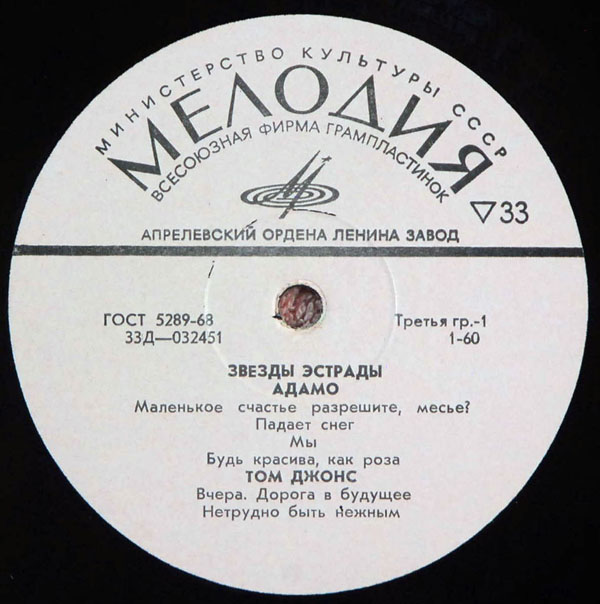 МИНИСТЕРСТВО КУЛЬТУРЫ СССР
МЕЛОДИЯ
ВСЕСОЮЗНАЯ ФИРМА ГРАМПЛАСТИНОК
▽33
АПРЕЛЕВСКИЙ ОРДЕНА ЛЕНИНА ЗАВОД
ГОСТ 5289-68 Третья гр.-1
33Д—032451 1-60
ЗВЕЗДЫ ЭСТРАДЫ
АДАМО
Маленькое счастье разрешите, месье?
Падает снег
Мы
Будь красива, как роза
ТОМ ДЖОНС
Вчера. Дорога в будущее
Нетрудно быть нежным